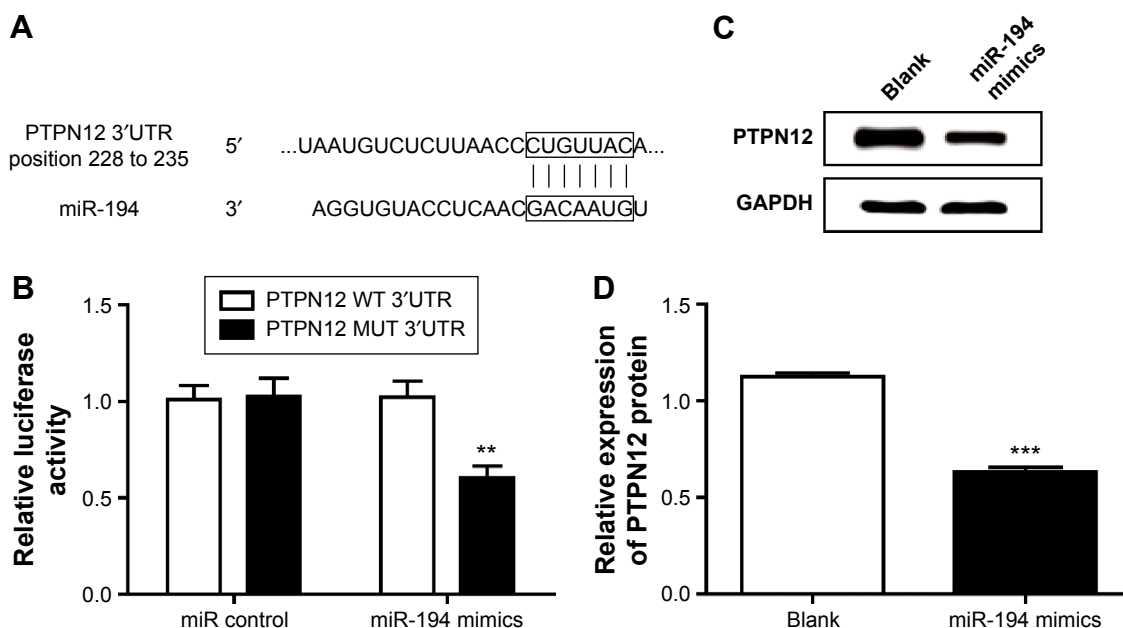 A
PTPN12 3′UTR
position 228 to 235
5′ ...UAAUGUCUCUUAACCCUGUUACA...
miR-194 3′ AGGUGUACCUCAACGACAAUGU
B
PTPN12 WT 3′UTR
PTPN12 MUT 3′UTR
Relative luciferase
activity
1.5
1.0
0.5
0.0
**
miR control miR-194 mimics
C
Blank
miR-194
mimics
PTPN12
GAPDH
D
Relative expression
of PTPN12 protein
1.5
1.0
0.5
0.0
***
Blank miR-194 mimics